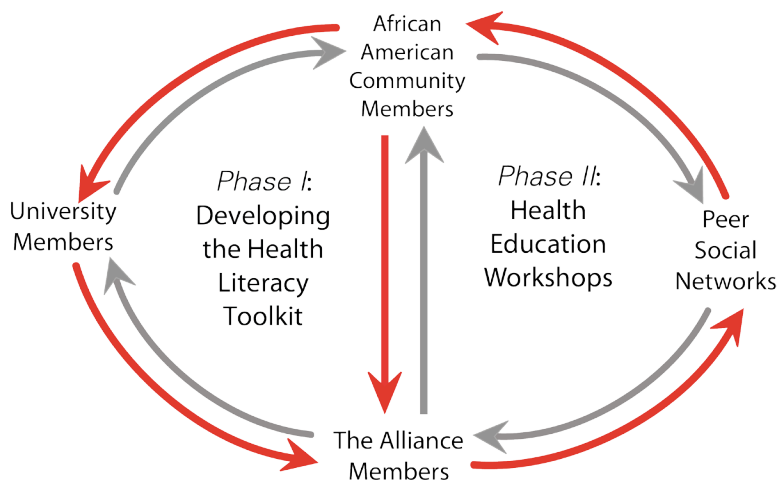 African
American
Community
Members
Phase I:
Developing
the Health
Literacy
Toolkit
Phase II:
Health
Education
Workshops
University
Members
Peer
Social
Networks
The Alliance
Members